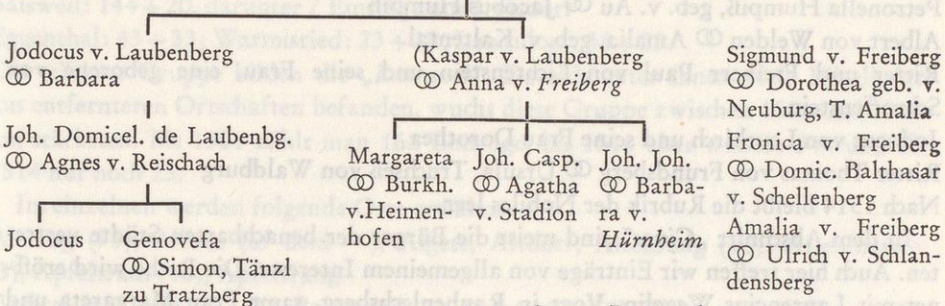 Jodocus v. Laubenberg
⚭ Barbara
Joh. Domicel. de Laubenbg.
⚭ Agnes v. Reischach
Jodocus
Genovefa
⚭ Simon, Tänzl
zu Tratzberg
(Kaspar v. Laubenberg
⚭ Anna v. Freiberg
Margareta
⚭ Burkh.
v.Heimen-
hofen
Joh. Casp.
⚭ Agatha
v. Stadion
Joh. Joh.
⚭ Barba-
ra v.
Hürnheim
Sigmund v. Freiberg
⚭ Dorothea geb. v.
Neuburg, T. Amalia
Fronica v. Freiberg
⚭ Domic. Balthasar
v. Schellenberg
Amalia v. Freiberg
⚭ Ulrich v. Schlan-
densberg